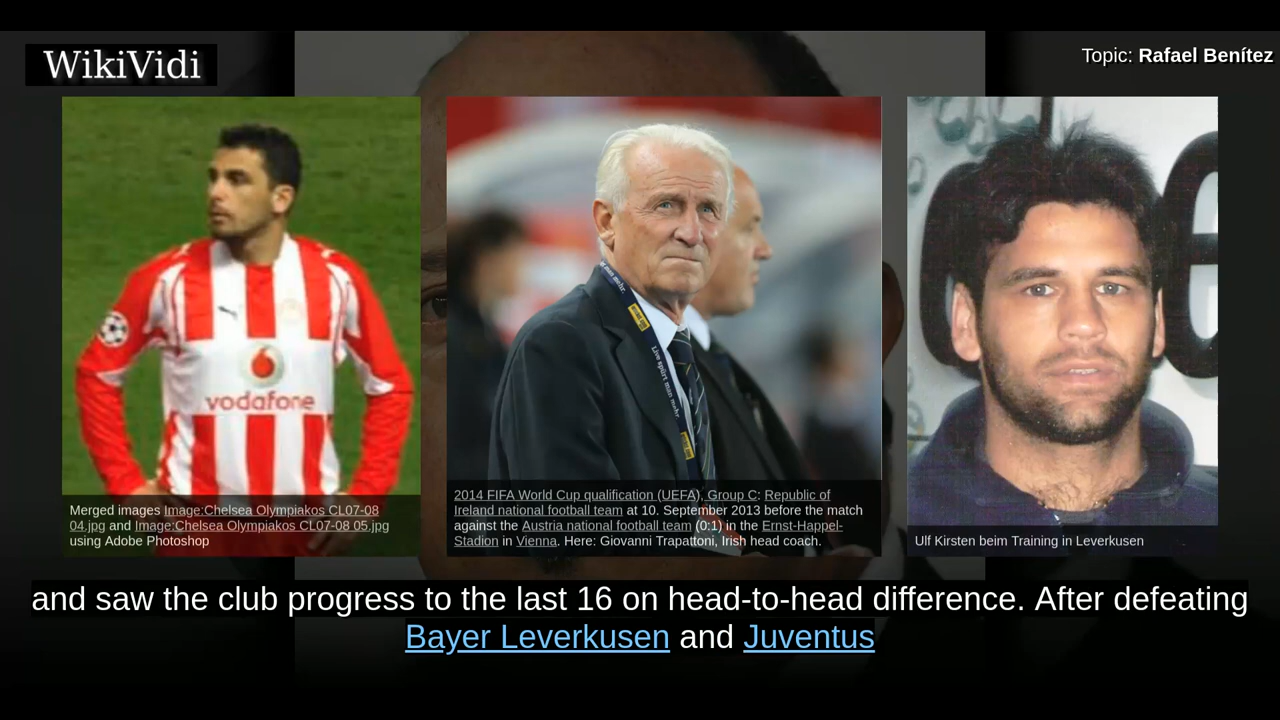 WikiVidi
Topic: Rafael Benítez
vodafone
Live spürt man mehr.
Merged images Image:Chelsea Olympiakos CL07-08
04.jpg and Image:Chelsea Olympiakos CL07-08 05.jpg
using Adobe Photoshop
2014 FIFA World Cup qualification (UEFA), Group C: Republic of
Ireland national football team at 10. September 2013 before the match
against the Austria national football team (0:1) in the Ernst-Happel-
Stadion in Vienna. Here: Giovanni Trapattoni, Irish head coach.
Ulf Kirsten beim Training in Leverkusen
and saw the club progress to the last 16 on head-to-head difference. After defeating
Bayer Leverkusen and Juventus